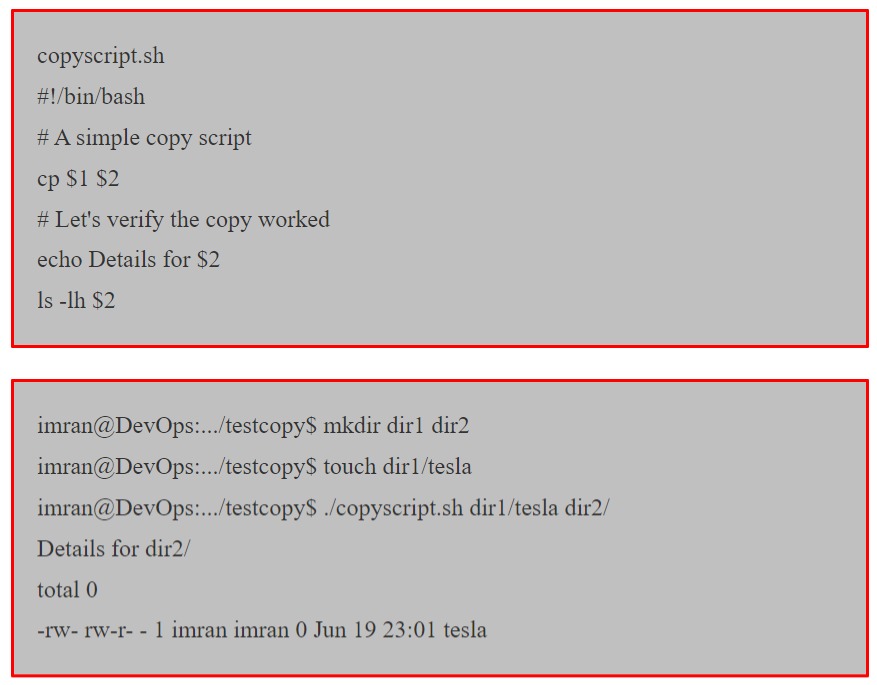 copyscript.sh
#!/bin/bash
# A simple copy script
cp $1 $2
# Let's verify the copy worked
echo Details for $2
ls -lh $2
imran@DevOps:.../testcopy$ mkdir dir1 dir2
imran@DevOps:.../testcopy$ touch dir1/tesla
imran@DevOps:.../testcopy$ ./copyscript.sh dir1/tesla dir2/
Details for dir2/
total 0
-rw- rw-r- - 1 imran imran 0 Jun 19 23:01 tesla